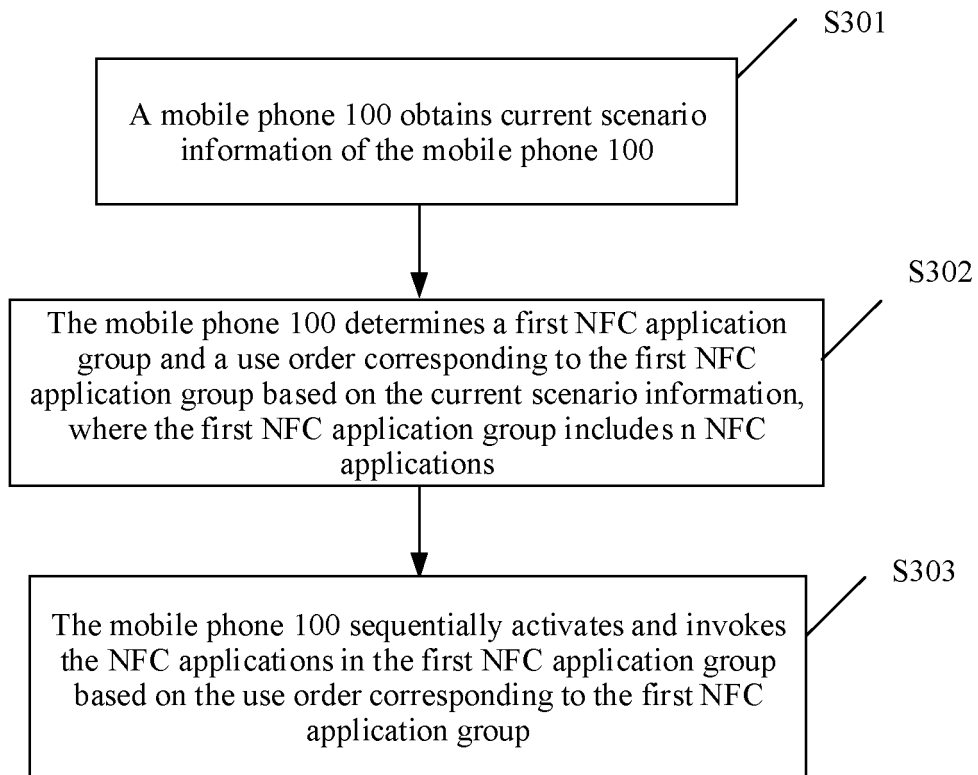 S301
A mobile phone 100 obtains current scenario
information of the mobile phone 100
S302
The mobile phone 100 determines a first NFC application
group and a use order corresponding to the first NFC
application group based on the current scenario information,
where the first NFC application group includes n NFC
applications
S303
The mobile phone 100 sequentially activates and invokes
the NFC applications in the first NFC application group
based on the use order corresponding to the first NFC
application group